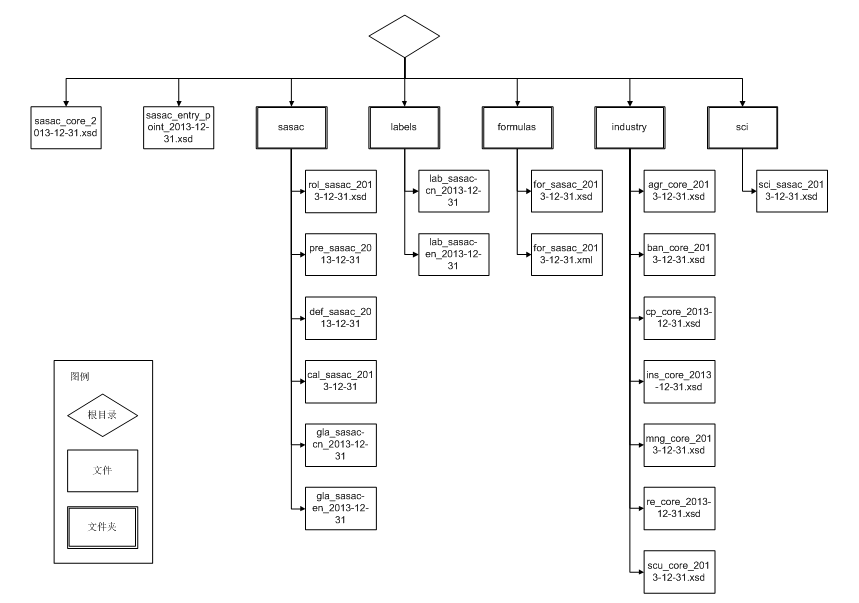 sasac_core_2
013-12-31.xsd
sasac_entry_p
oint_2013-12-
31.xsd
sasac
labels
formulas
industry
sci
rol_sasac_201
3-12-31.xsd
pre_sasac_20
13-12-31
def_sasac_20
13-12-31
cal_sasac_201
3-12-31
gla_sasac-
cn_2013-12-
31
gla_sasac-
en_2013-12-
31
lab_sasac-
cn_2013-12-
31
lab_sasac-
en_2013-12-
31
for_sasac_201
3-12-31.xsd
for_sasac_201
3-12-31.xml
agr_core_201
3-12-31.xsd
ban_core_201
3-12-31.xsd
cp_core_2013-
12-31.xsd
ins_core_2013
-12-31.xsd
mng_core_201
3-12-31.xsd
re_core_2013-
12-31.xsd
scu_core_201
3-12-31.xsd
sci_sasac_201
3-12-31.xsd
图例
根目录
文件
文件夹